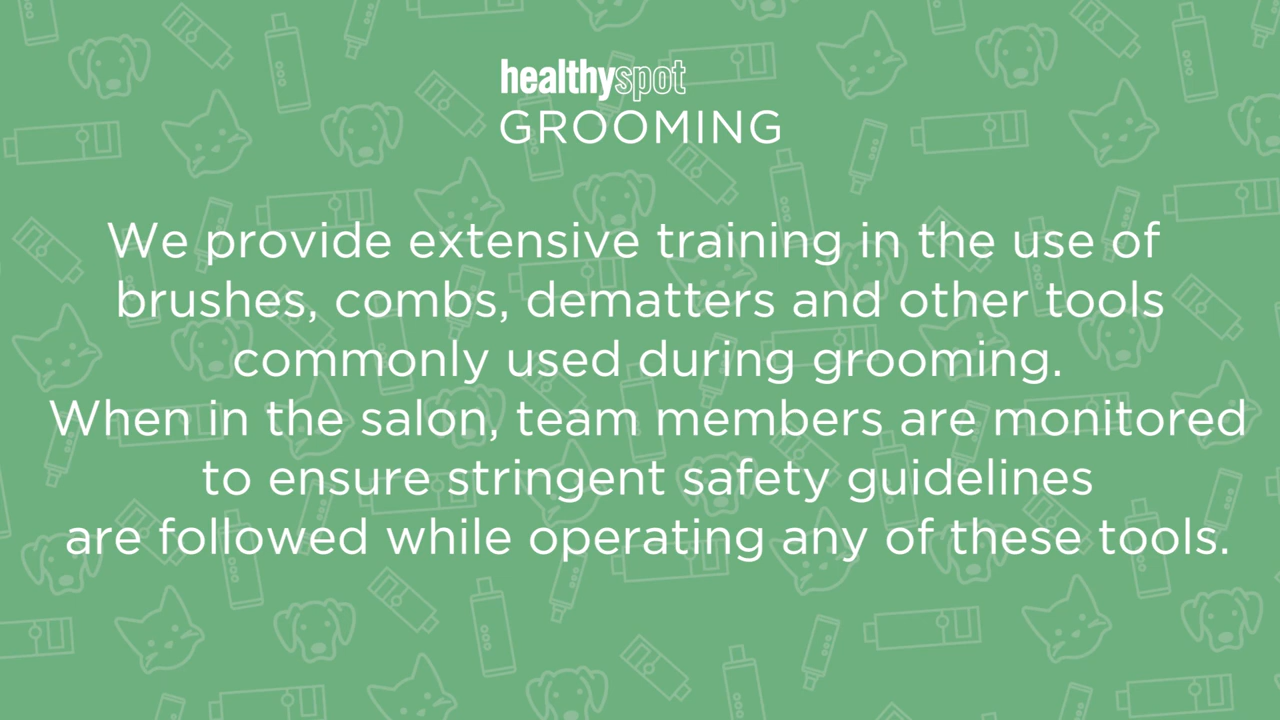 healthyspot
GROOMING
We provide extensive training in the use of
brushes, combs, dematters and other tools
commonly used during grooming.
When in the salon, team members are monitored
to ensure stringent safety guidelines
are followed while operating any of these tools.